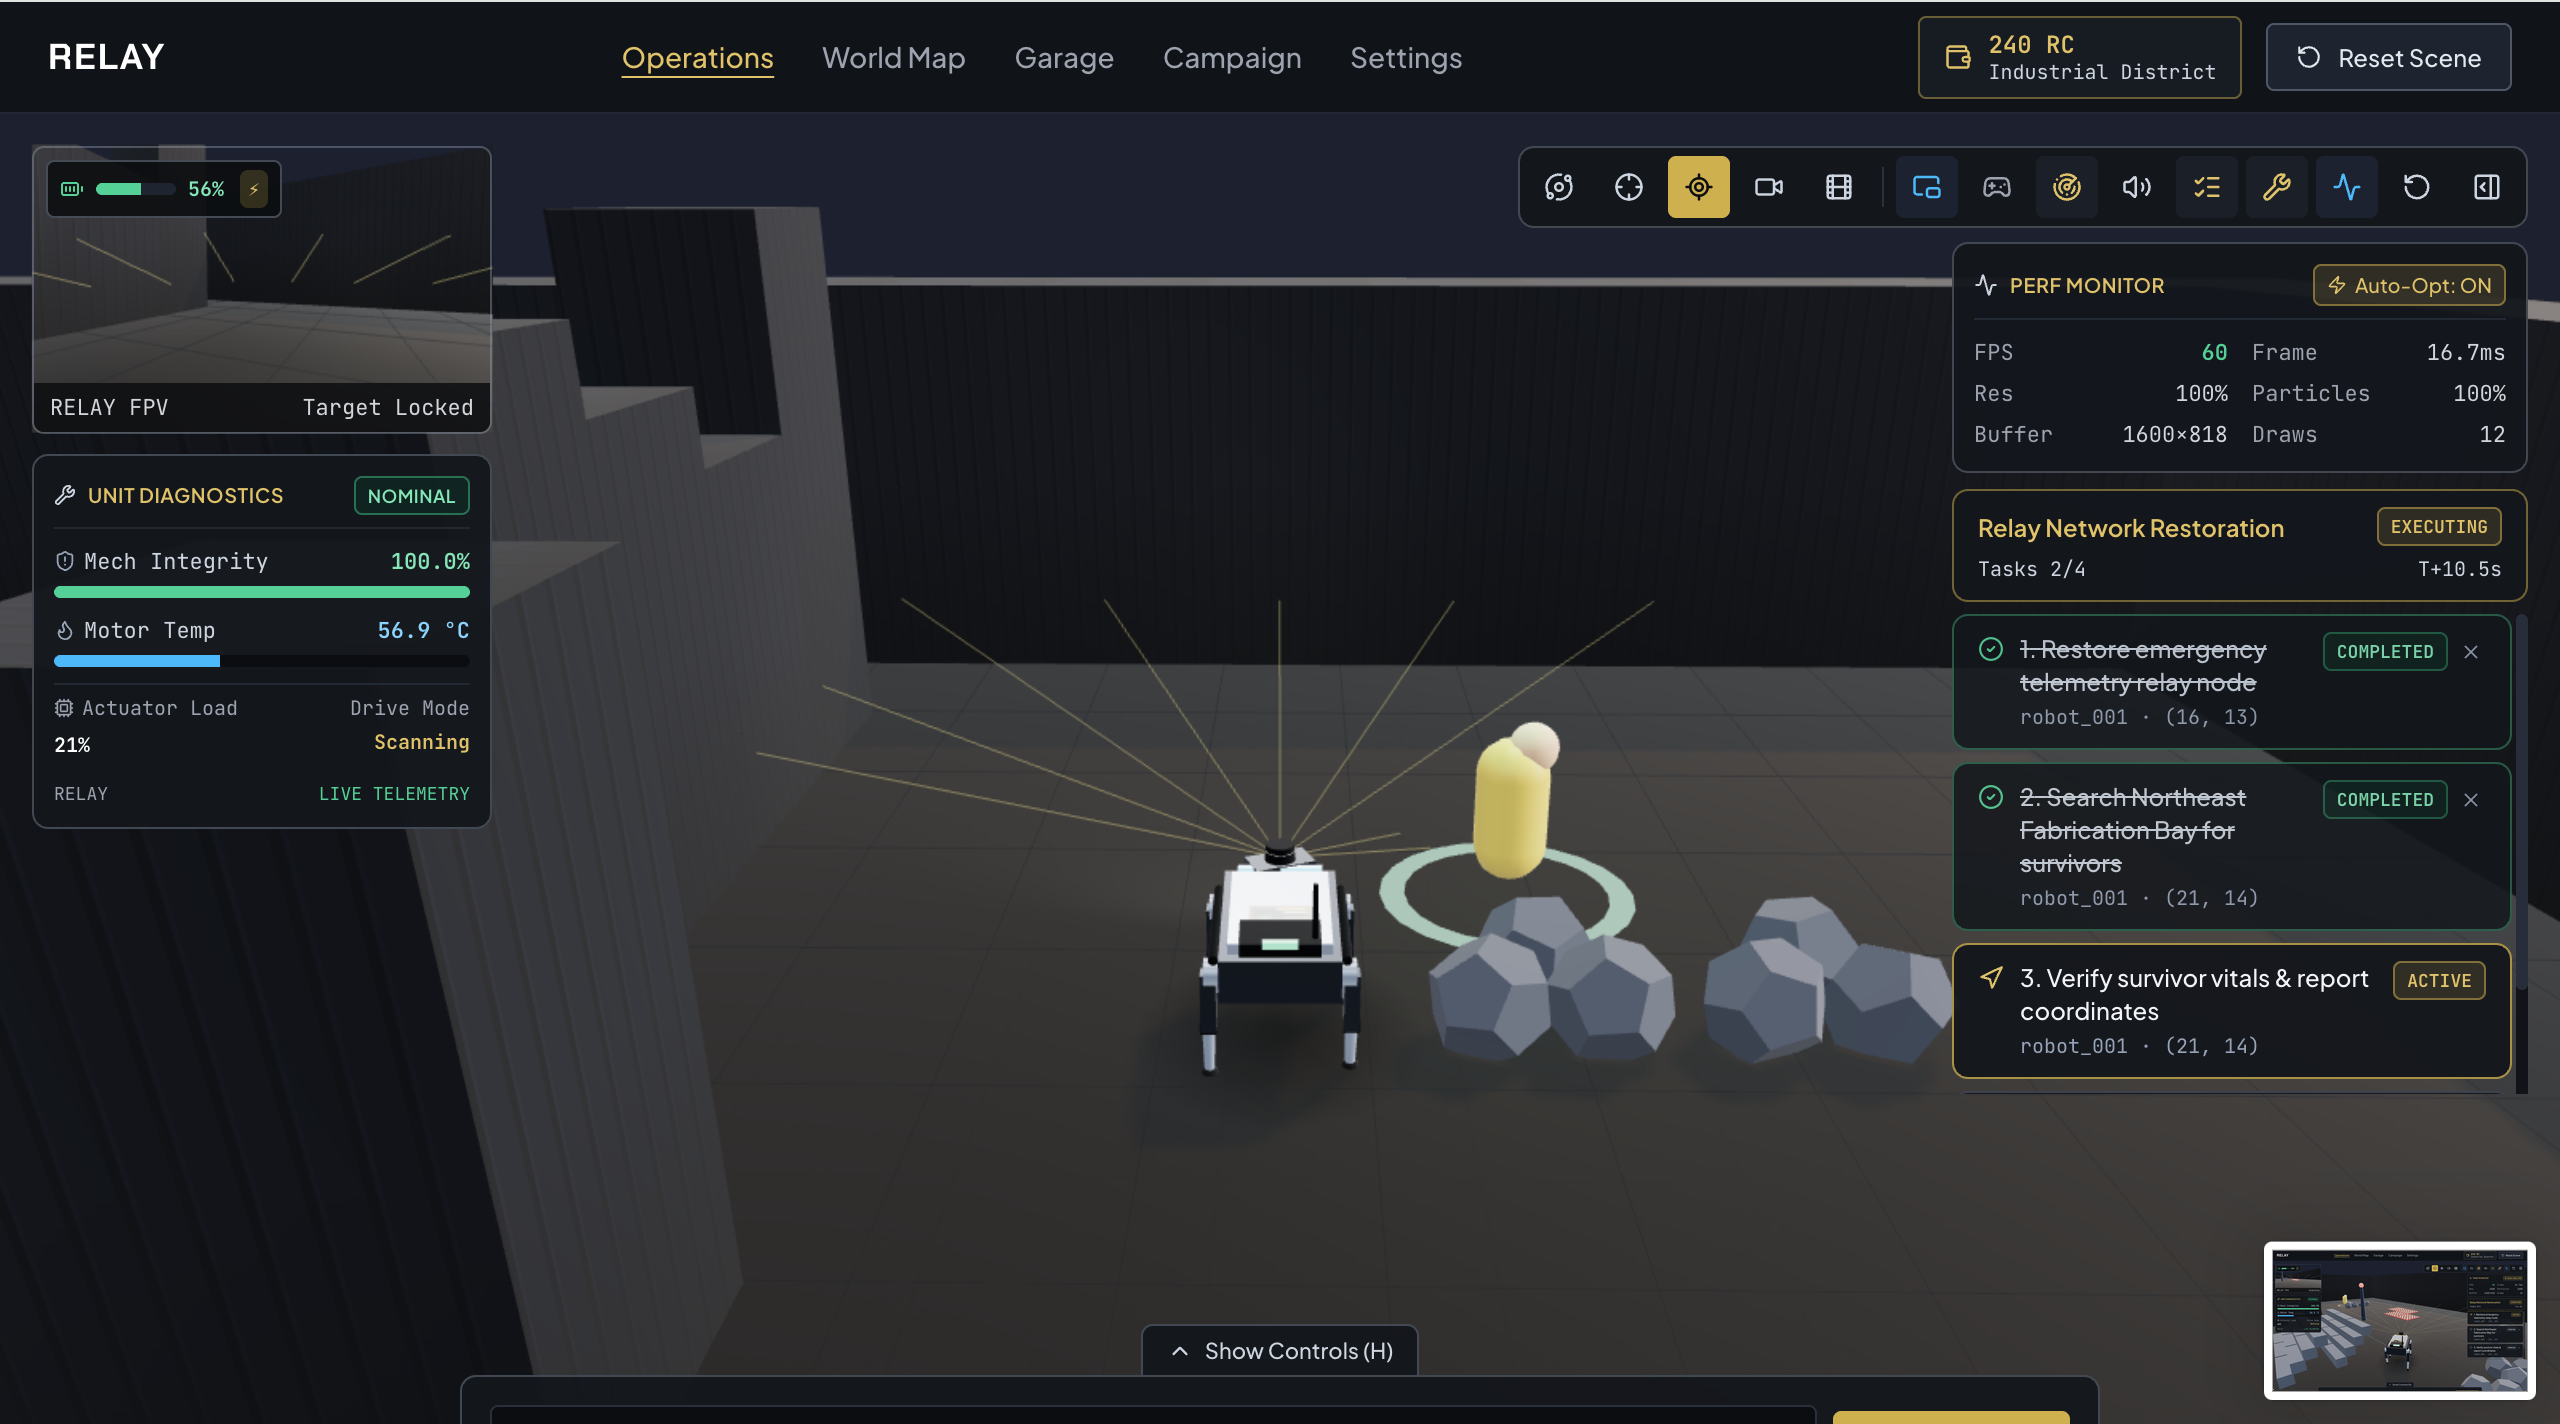 RELAY
Operations
World Map
Garage
Campaign
Settings
240 RC
Industrial District
Reset Scene
56%
RELAY FPV
Target Locked
UNIT DIAGNOSTICS
NOMINAL
Mech Integrity
100.0%
Motor Temp
56.9 °C
Actuator Load
Drive Mode
21%
Scanning
RELAY
LIVE TELEMETRY
PERF MONITOR
Auto-Opt: ON
FPS
60
Frame
16.7ms
Res
100%
Particles
100%
Buffer
1600×818
Draws
12
Relay Network Restoration
EXECUTING
Tasks 2/4
T+10.5s
1. Restore emergency
telemetry relay node
COMPLETED
robot_001 · (16, 13)
2. Search Northeast
Fabrication Bay for
survivors
COMPLETED
robot_001 · (21, 14)
3. Verify survivor vitals & report
coordinates
ACTIVE
robot_001 · (21, 14)
Show Controls (H)